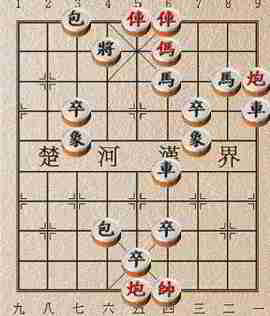 1 2 3 4 5 6 7 8 9
包 俥 俥
將 傌
馬 馬 炮
卒 卒 車
象 象
楚 河 漢 界
車
包 卒
卒
炮 帥
九 八 七 六 五 四 三 二 一